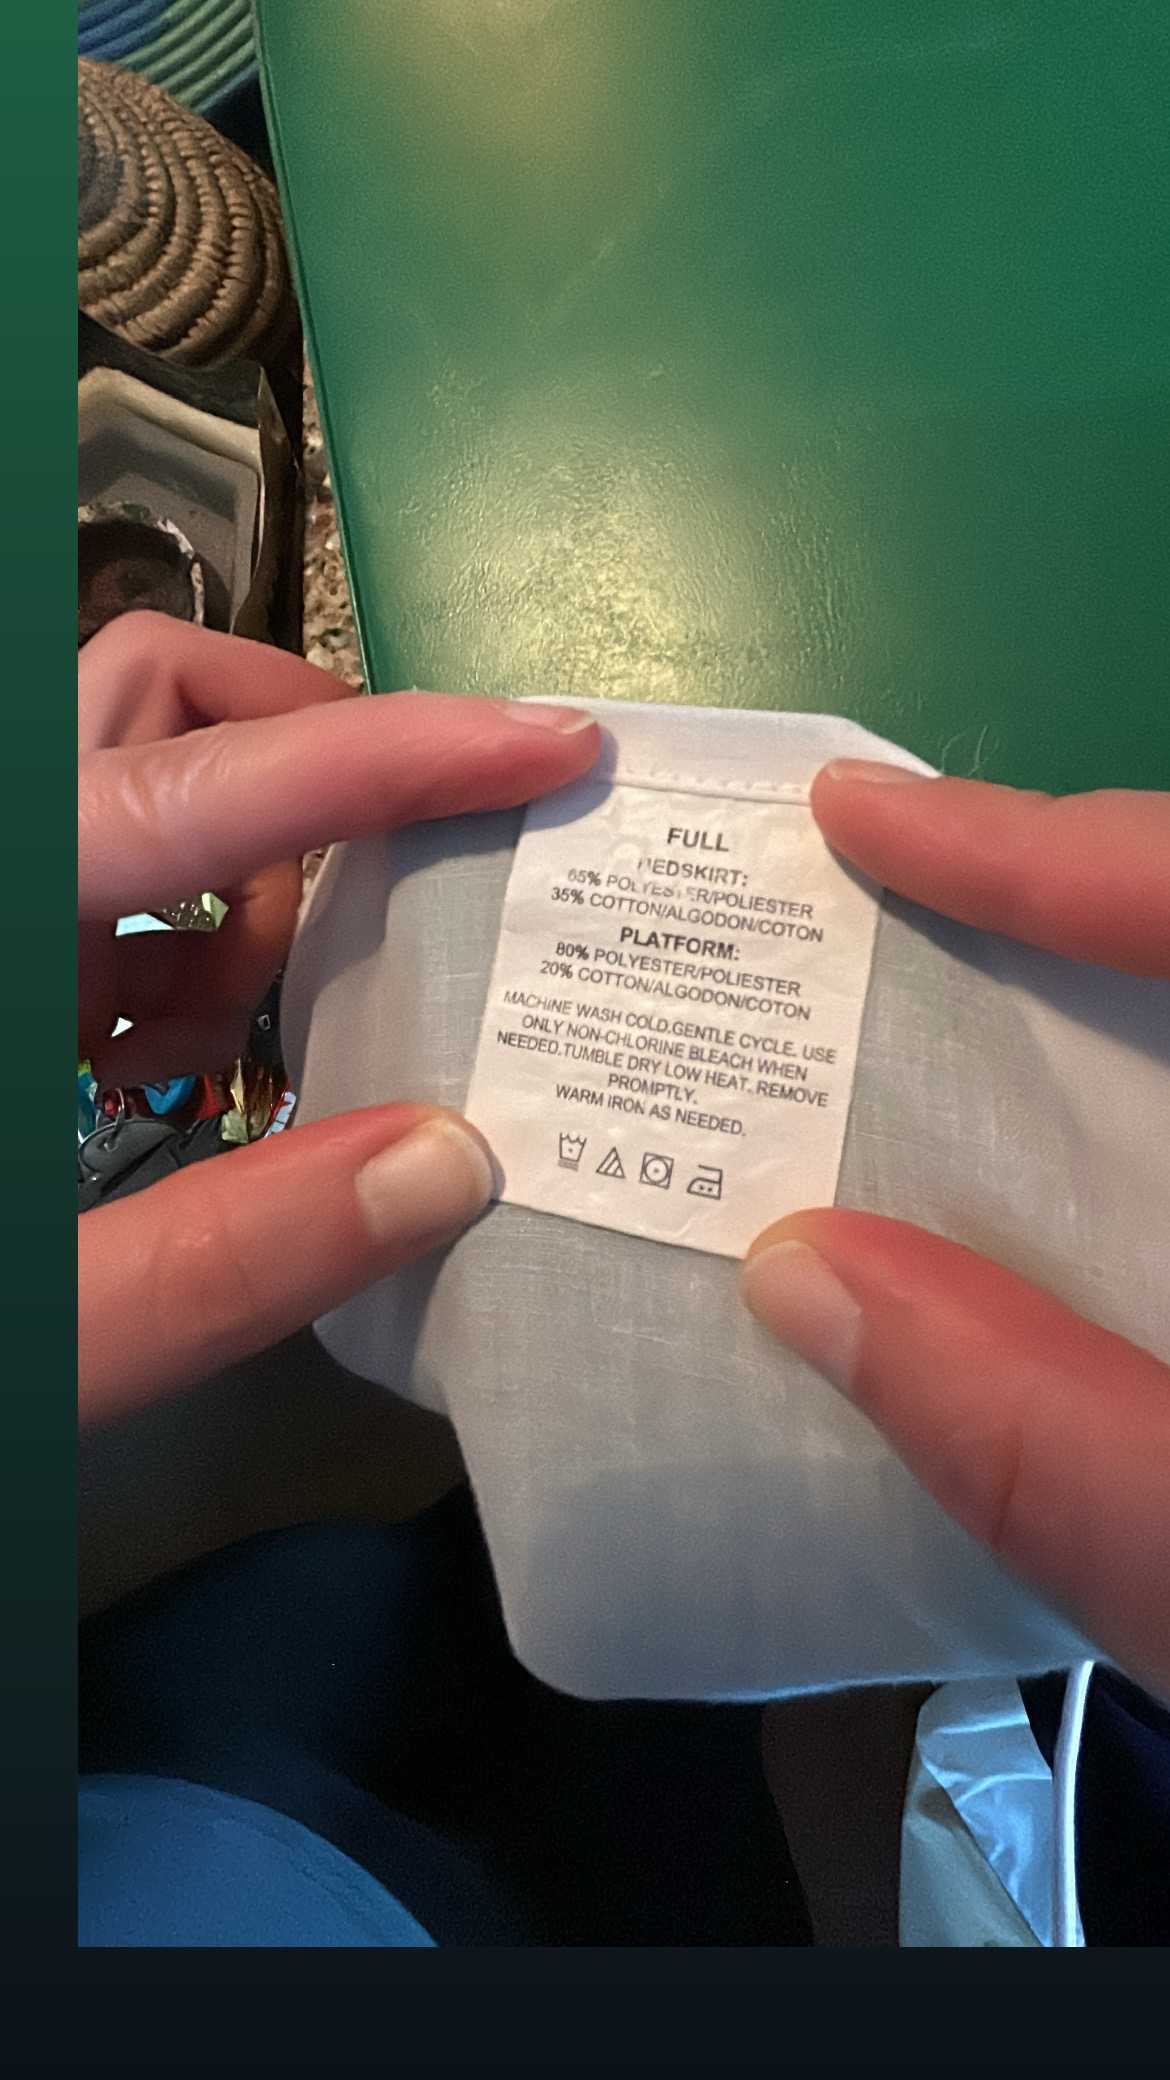 FULL
65% POLYESTER/POLIESTER
35% COTTON/ALGODON/COTON
PLATFORM:
80% POLYESTER/POLIESTER
20% COTTON/ALGODON/COTON
MACHINE WASH COLD.GENTLE CYCLE. USE
ONLY NON-CHLORINE BLEACH WHEN
NEEDED.TUMBLE DRY LOW HEAT. REMOVE
PROMPTLY.
WARM IRON AS NEEDED.